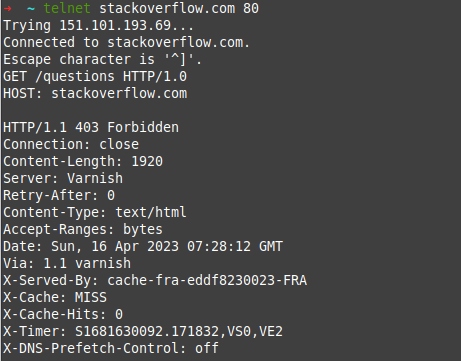 ➜ ~ telnet stackoverflow.com 80
Trying 151.101.193.69...
Connected to stackoverflow.com.
Escape character is '^]'.
GET /questions HTTP/1.0
HOST: stackoverflow.com

HTTP/1.1 403 Forbidden
Connection: close
Content-Length: 1920
Server: Varnish
Retry-After: 0
Content-Type: text/html
Accept-Ranges: bytes
Date: Sun, 16 Apr 2023 07:28:12 GMT
Via: 1.1 varnish
X-Served-By: cache-fra-eddf8230023-FRA
X-Cache: MISS
X-Cache-Hits: 0
X-Timer: S1681630092.171832,VS0,VE2
X-DNS-Prefetch-Control: off